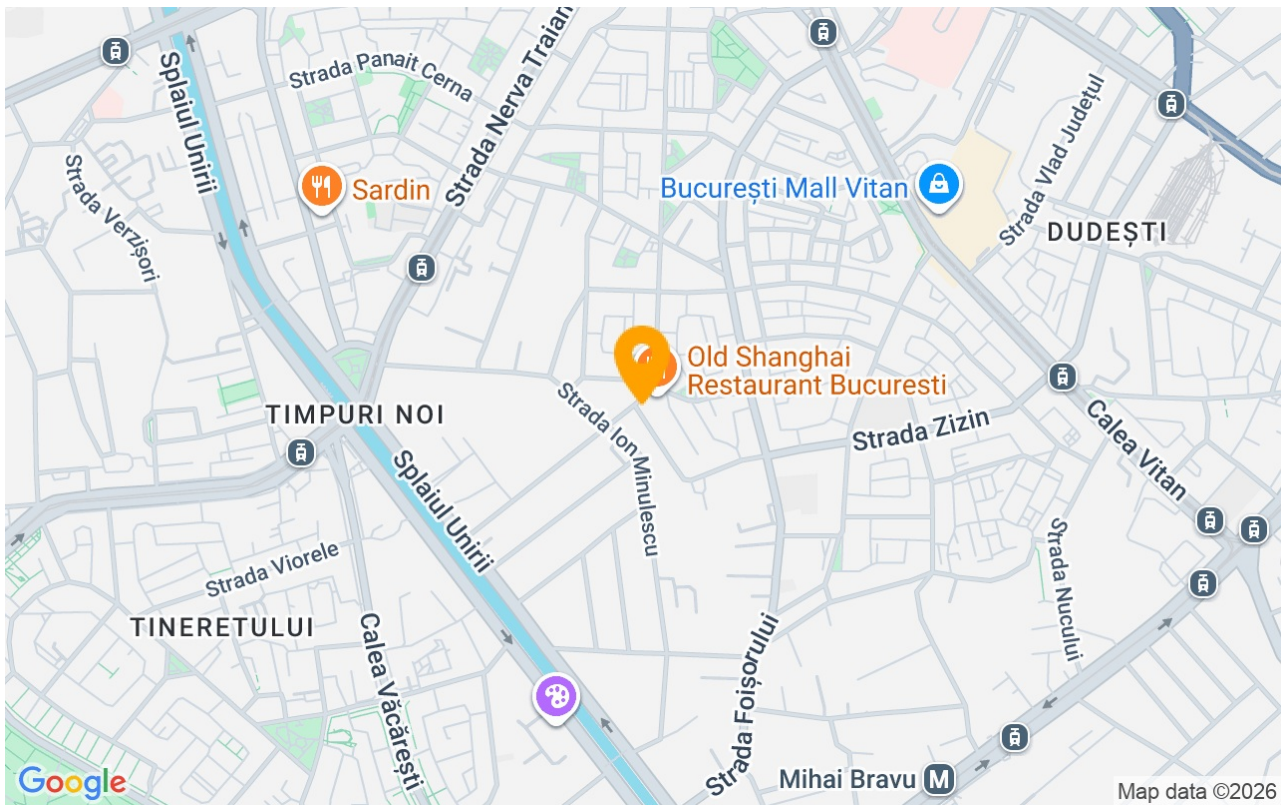 Splaiul Unirii
Strada Panait Cerna
Strada Nerva Traian
Strada Verzișori
Sardin
București Mall Vitan
Strada Vlad Județul
DUDEȘTI
Old Shanghai
Restaurant Bucuresti
TIMPURI NOI
Strada Ion Minulescu
Strada Zizin
Calea Vitan
Splaiul Unirii
Strada Viorele
Strada Nucului
TINERETULUI
Calea Văcărești
Strada Foișorului
Mihai Bravu M
Google
Map data ©2026